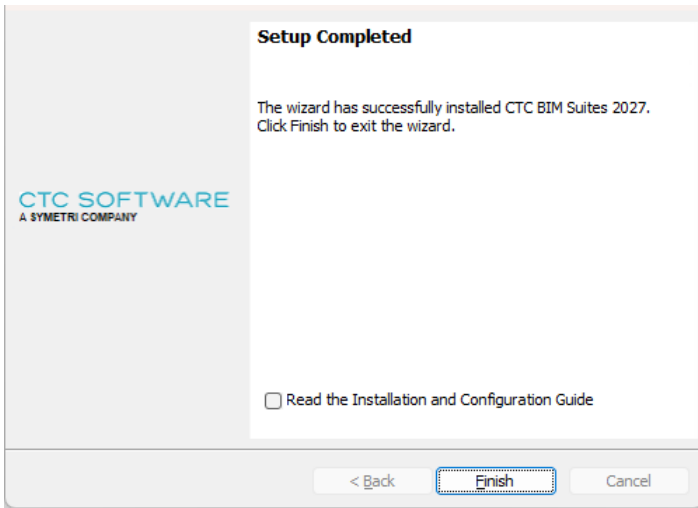 Setup Completed
The wizard has successfully installed CTC BIM Suites 2027.
Click Finish to exit the wizard.
CTC SOFTWARE
A SYMETRI COMPANY
Read the Installation and Configuration Guide
< Back
Finish
Cancel